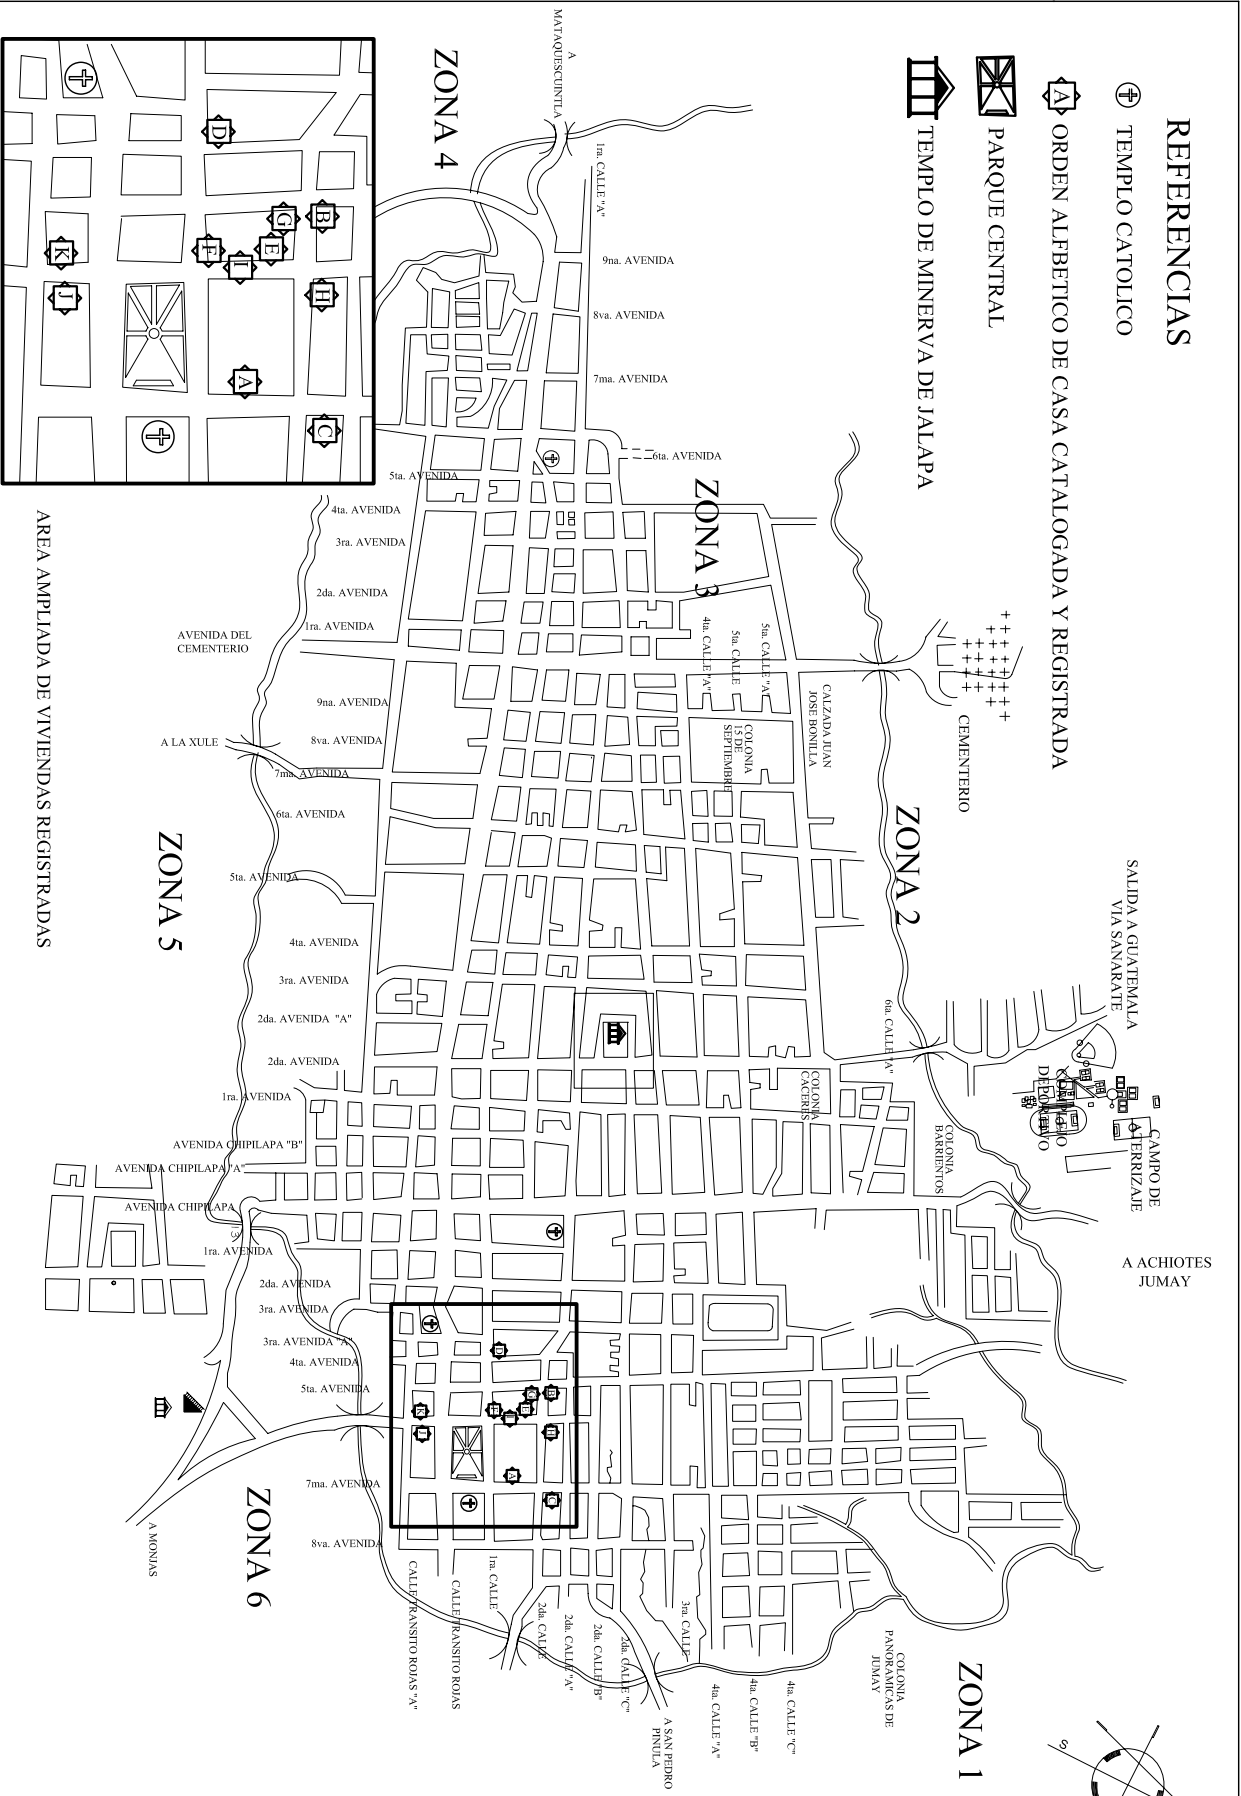 REFERENCIAS
TEMPLO CATOLICO
A
ORDEN ALFBETICO DE CASA CATALOGADA Y REGISTRADA
PARQUE CENTRAL
TEMPLO DE MINERVA DE JALAPA
ZONA 4
A
MATAQUESCUINTLA
1ra. CALLE "A"
9na. AVENIDA
8va. AVENIDA
7ma. AVENIDA
6ta. AVENIDA
5ta. AVENIDA
4ta. AVENIDA
3ra. AVENIDA
2da. AVENIDA
1ra. AVENIDA
AVENIDA DEL
CEMENTERIO
9na. AVENIDA
8va. AVENIDA
A LA XULE
7ma. AVENIDA
6ta. AVENIDA
5ta. AVENIDA
4ta. AVENIDA
3ra. AVENIDA
2da. AVENIDA "A"
2da. AVENIDA
1ra. AVENIDA
AVENIDA CHIPILAPA "B"
AVENIDA CHIPILAPA "A"
AVENIDA CHIPILAPA
3
1ra. AVENIDA
2da. AVENIDA
3ra. AVENIDA
3ra. AVENIDA "A"
4ta. AVENIDA
5ta. AVENIDA
7ma. AVENIDA
8va. AVENIDA
ZONA 3
4ta. CALLE "A"
5ta. CALLE
5ta. CALLE "A"
COLONIA
15 DE
SEPTIEMBRE
CALZADA JUAN
JOSE BONILLA
CEMENTERIO
ZONA 2
SALIDA A GUATEMALA
VIA SANARATE
6ta. CALLE "A"
COMPLEJO
DEPORTIVO
CAMPO DE
ATERRIZAJE
COLONIA
CACERES
COLONIA
BARRIENTOS
A ACHIOTES
JUMAY
ZONA 5
ZONA 6
A MONJAS
CALLE TRANSITO ROJAS "A"
CALLE TRANSITO ROJAS
1ra. CALLE
2da. CALLE
2da. CALLE "A"
2da. CALLE "B"
2da. CALLE "C"
3ra. CALLE
4ta. CALLE "A"
4ta. CALLE "B"
4ta. CALLE "C"
A SAN PEDRO
PINULA
COLONIA
PANORAMICAS DE
JUMAY
ZONA 1
S
D
B
G
E
F
I
H
K
J
A
C
D
B
G
E
F
I
H
K
J
A
C
AREA AMPLIADA DE VIVIENDAS REGISTRADAS